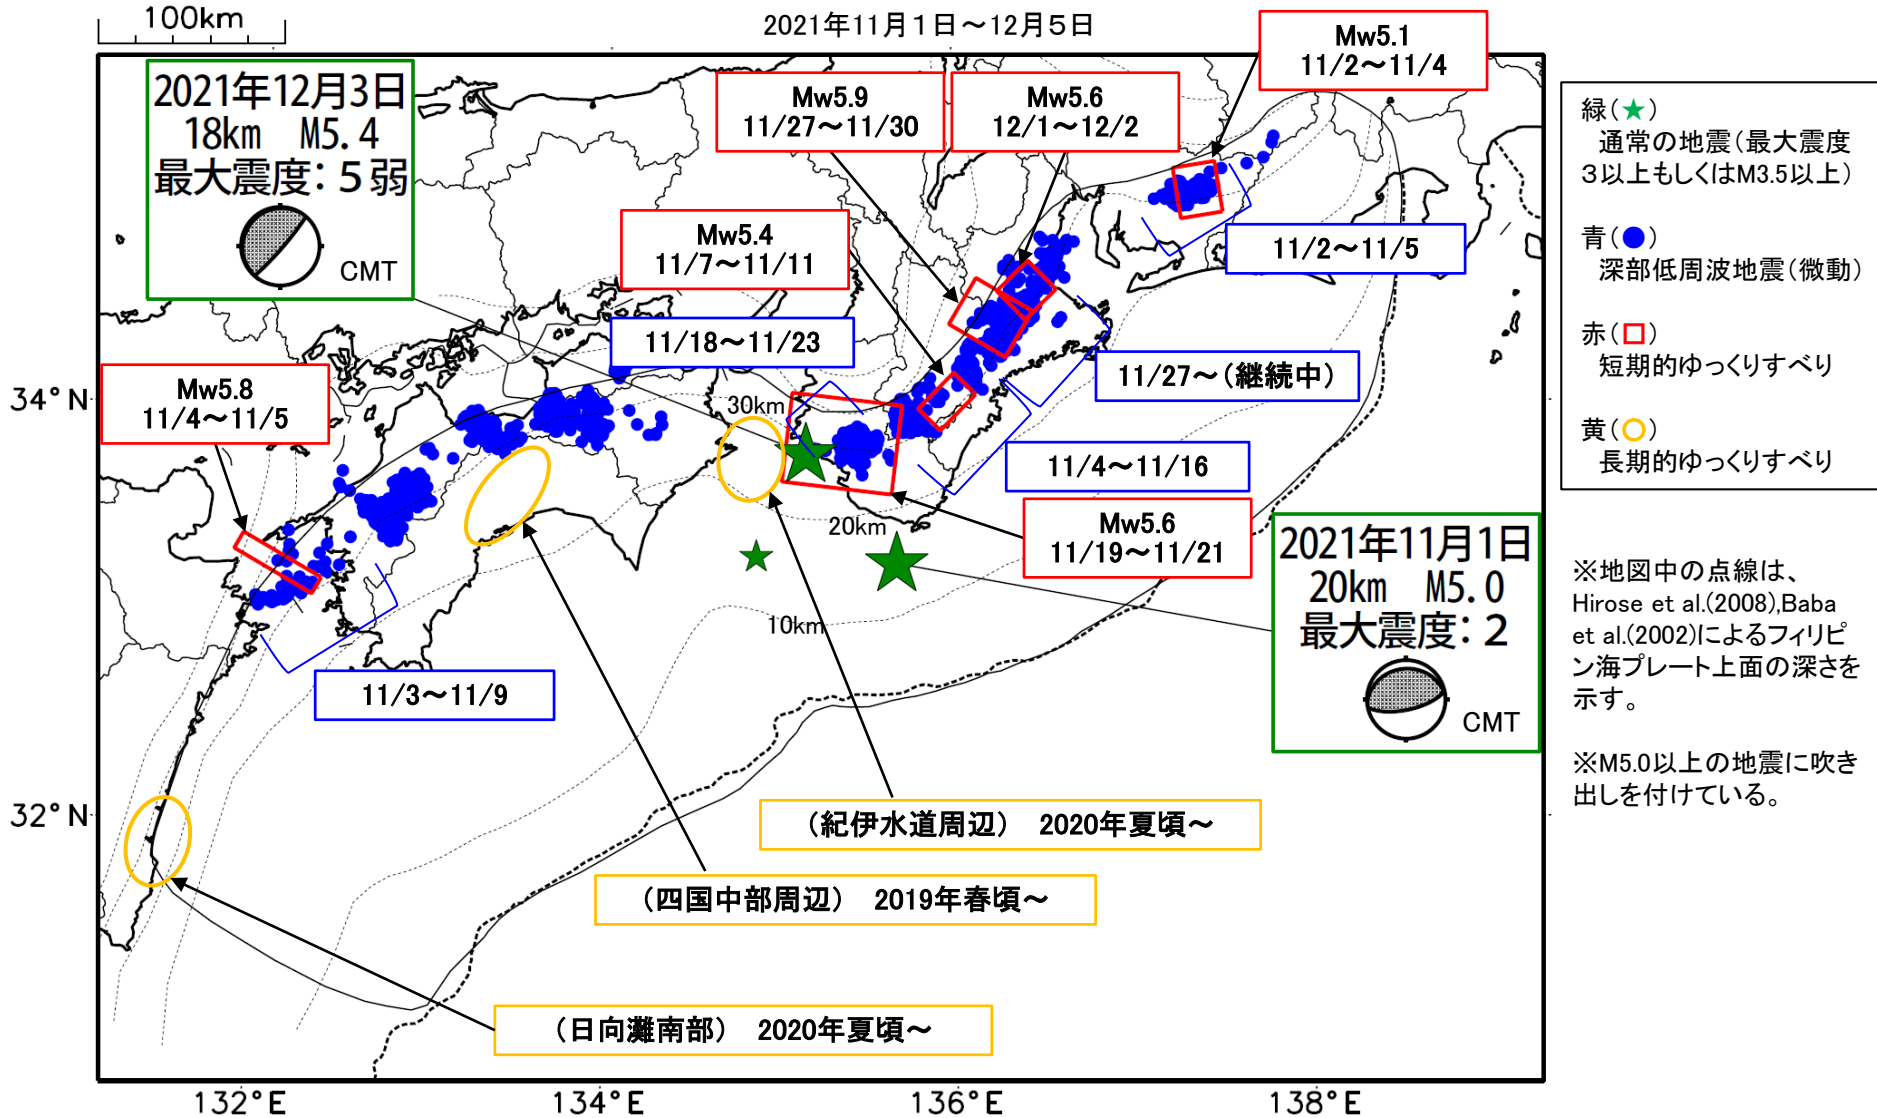 100km
2021年11月1日～12月5日
2021年12月3日
18km M5.4
最大震度：5弱
CMT
Mw5.9
11/27～11/30
Mw5.6
12/1～12/2
Mw5.1
11/2～11/4
Mw5.4
11/7～11/11
11/2～11/5
11/18～11/23
11/27～（継続中）
Mw5.8
11/4～11/5
34°N
30km
11/4～11/16
20km
Mw5.6
11/19～11/21
2021年11月1日
20km M5.0
最大震度：2
CMT
10km
11/3～11/9
32°N
（紀伊水道周辺） 2020年夏頃～
（四国中部周辺） 2019年春頃～
（日向灘南部） 2020年夏頃～
132°E
134°E
136°E
138°E
緑（★）
通常の地震（最大震度
３以上もしくはM3.5以上）
青（●）
深部低周波地震（微動）
赤（□）
短期的ゆっくりすべり
黄（○）
長期的ゆっくりすべり
※地図中の点線は、
Hirose et al.(2008),Baba
et al.(2002)によるフィリピ
ン海プレート上面の深さを
示す。
※M5.0以上の地震に吹き
出しを付けている。